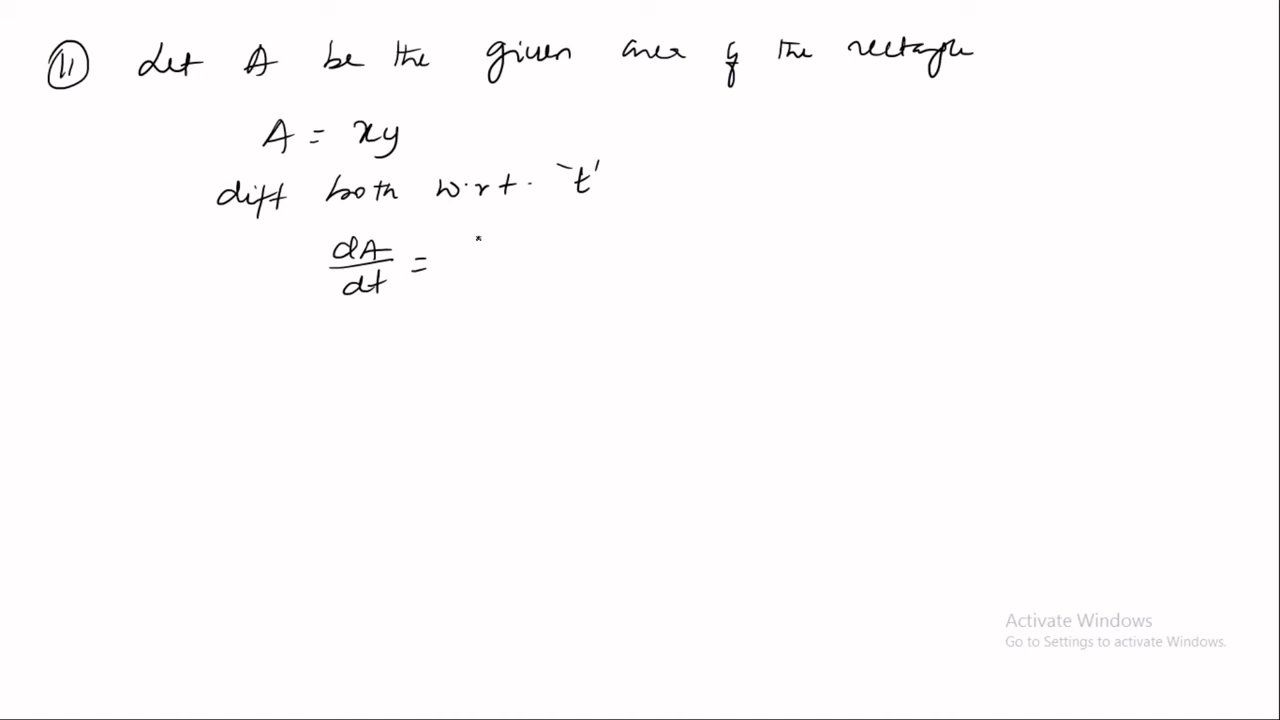 (11) Let A be the given area of the rectangle
A = xy
diff both w.r.t. 't'
dA/dt =
Activate Windows
Go to Settings to activate Windows.